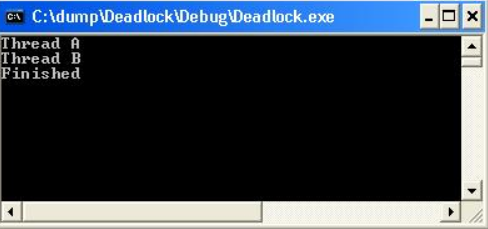 C:\dump\Deadlock\Debug\Deadlock.exe
Thread A
Thread B
Finished